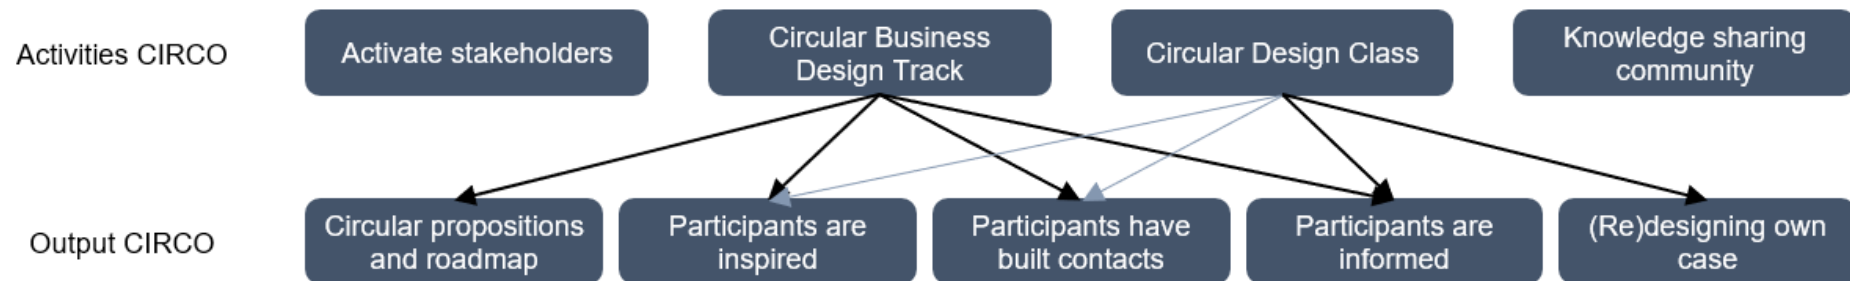 Activities CIRCO
Activate stakeholders
Circular Business
Design Track
Circular Design Class
Knowledge sharing
community
Output CIRCO
Circular propositions
and roadmap
Participants are
inspired
Participants have
built contacts
Participants are
informed
(Re)designing own
case